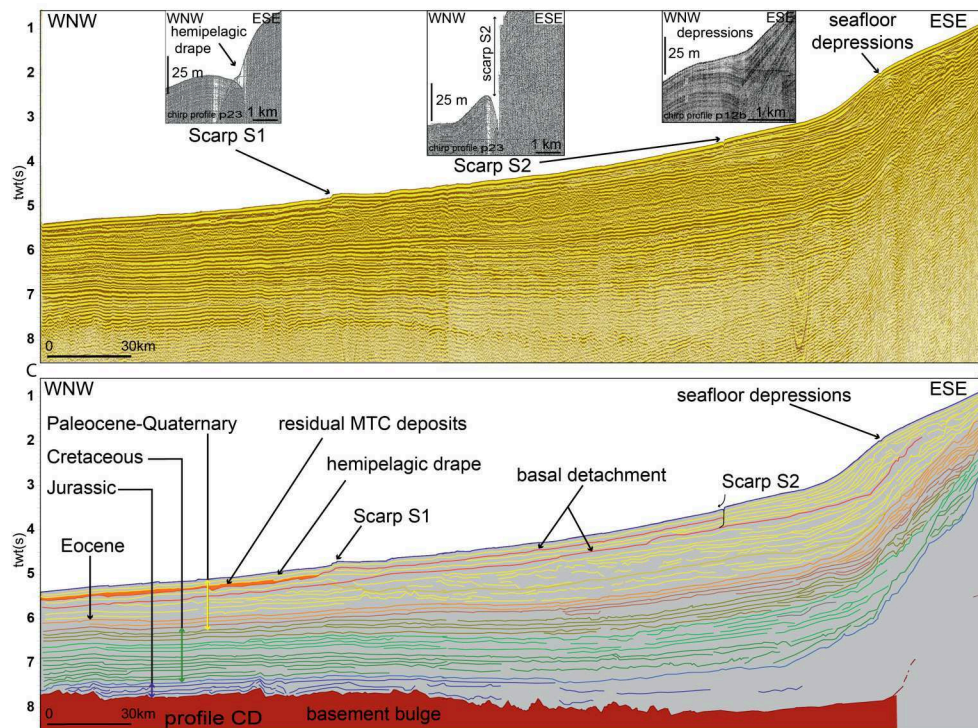 WNW
WNW
ESE
hemipelagic
drape
25 m
chirp profile p23
1 km
WNW
ESE
scarp S2
25 m
chirp profile p23
1 km
WNW
ESE
depressions
25 m
chirp profile p12b
1 km
seafloor
depressions
ESE
Scarp S1
Scarp S2
twt(s)
1
2
3
4
5
6
7
8
0
30km
C
WNW
ESE
Paleocene-Quaternary
residual MTC deposits
seafloor depressions
Cretaceous
hemipelagic drape
basal detachment
Scarp S2
Jurassic
Scarp S1
Eocene
twt(s)
1
2
3
4
5
6
7
8
0
30km
profile CD
basement bulge